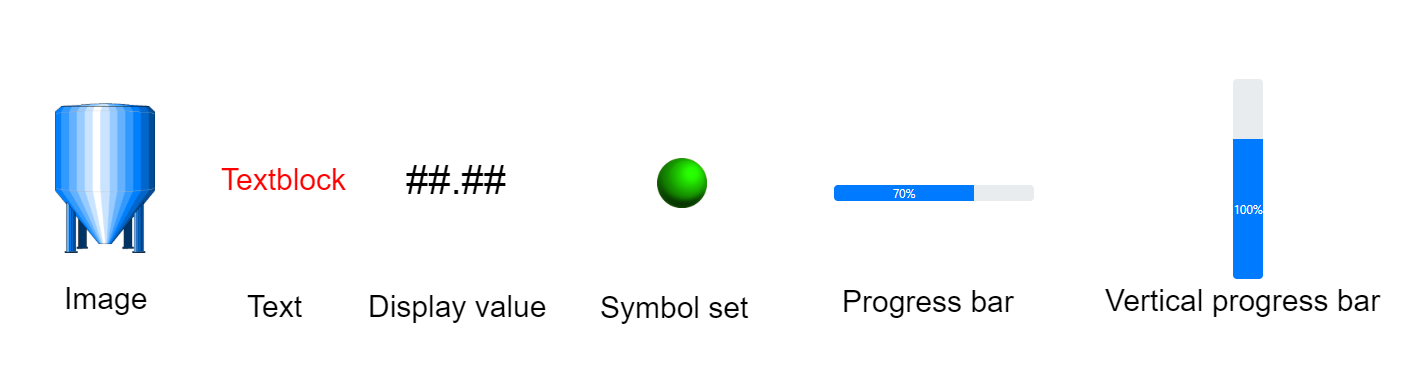 Textblock
##.##
70%
100%
Image
Text
Display value
Symbol set
Progress bar
Vertical progress bar